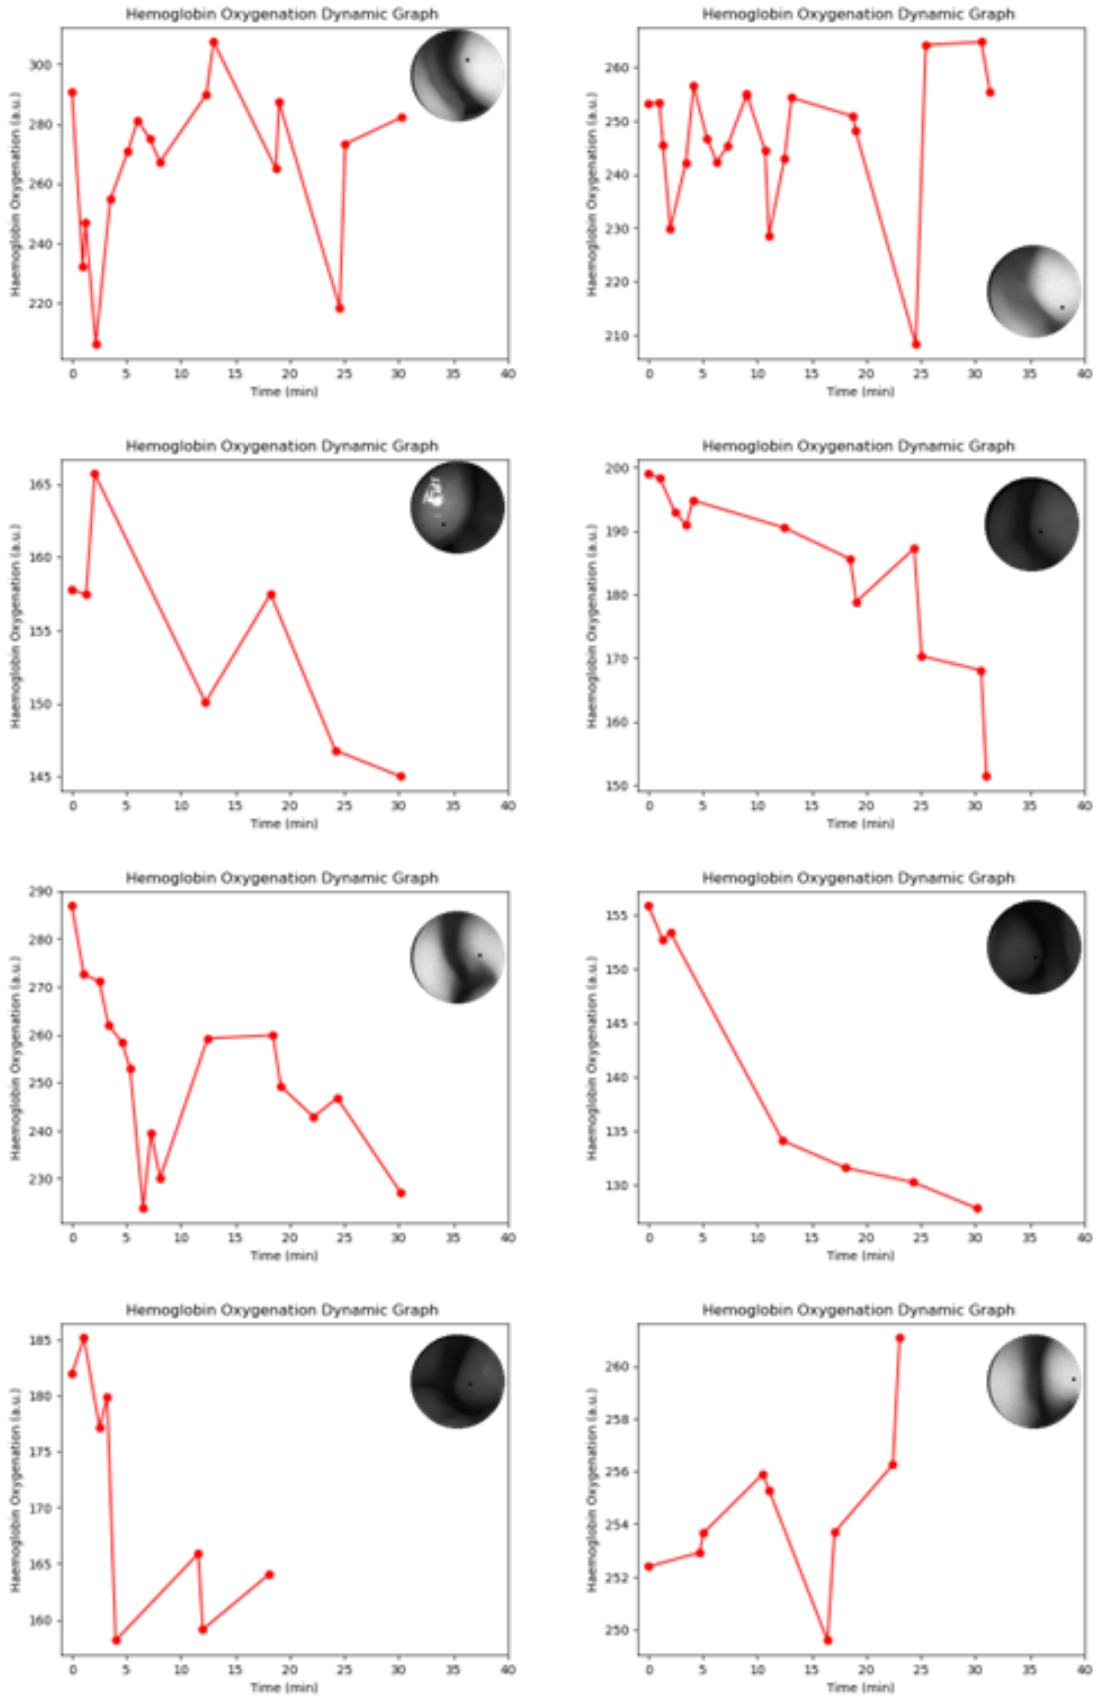 Hemoglobin Oxygenation Dynamic Graph
Haemoglobin Oxygenation (a.u.)
300
280
260
240
220
0 5 10 15 20 25 30 35 40
Time (min)
Hemoglobin Oxygenation Dynamic Graph
Haemoglobin Oxygenation (a.u.)
260
250
240
230
220
210
0 5 10 15 20 25 30 35 40
Time (min)
Hemoglobin Oxygenation Dynamic Graph
Haemoglobin Oxygenation (a.u.)
165
160
155
150
145
0 5 10 15 20 25 30 35 40
Time (min)
Hemoglobin Oxygenation Dynamic Graph
Haemoglobin Oxygenation (a.u.)
200
190
180
170
160
150
0 5 10 15 20 25 30 35 40
Time (min)
Hemoglobin Oxygenation Dynamic Graph
Haemoglobin Oxygenation (a.u.)
290
280
270
260
250
240
230
0 5 10 15 20 25 30 35 40
Time (min)
Hemoglobin Oxygenation Dynamic Graph
Haemoglobin Oxygenation (a.u.)
155
150
145
140
135
130
0 5 10 15 20 25 30 35 40
Time (min)
Hemoglobin Oxygenation Dynamic Graph
Haemoglobin Oxygenation (a.u.)
185
180
175
170
165
160
0 5 10 15 20 25 30 35 40
Time (min)
Hemoglobin Oxygenation Dynamic Graph
Haemoglobin Oxygenation (a.u.)
260
258
256
254
252
250
0 5 10 15 20 25 30 35 40
Time (min)